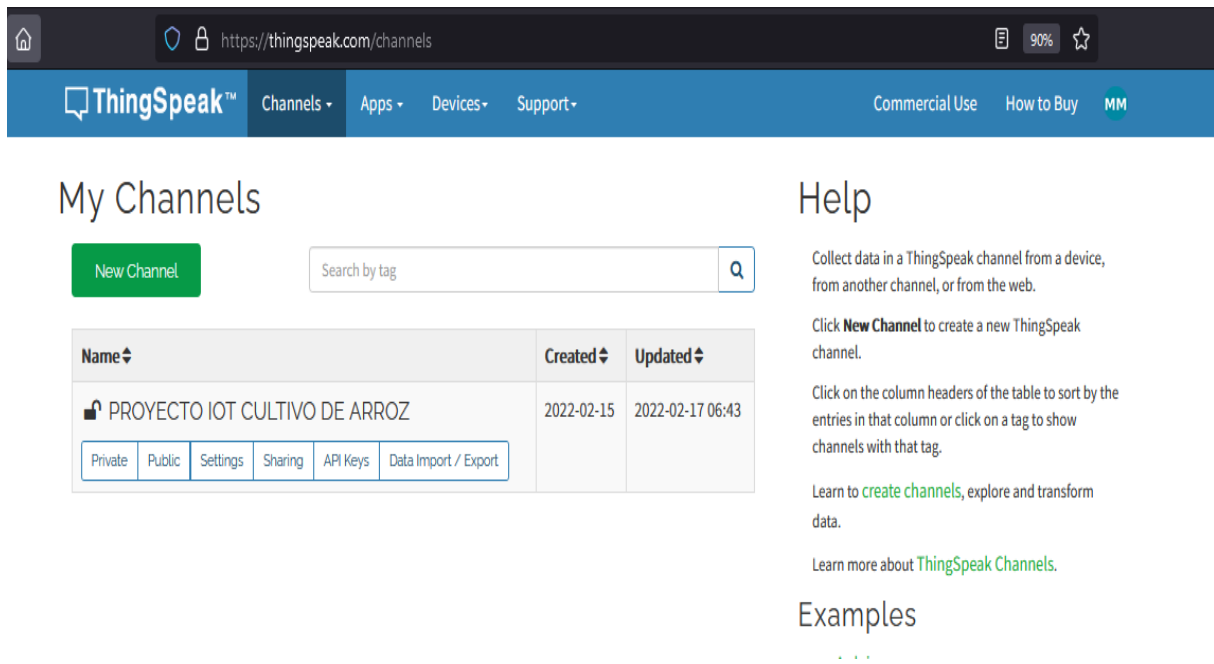 https://thingspeak.com/channels
90%
ThingSpeak™ Channels Apps Devices Support Commercial Use How to Buy MM
My Channels
New Channel
Search by tag
Name Created Updated
PROYECTO IOT CULTIVO DE ARROZ 2022-02-15 2022-02-17 06:43
Private Public Settings Sharing API Keys Data Import / Export
Help
Collect data in a ThingSpeak channel from a device,
from another channel, or from the web.
Click New Channel to create a new ThingSpeak
channel.
Click on the column headers of the table to sort by the
entries in that column or click on a tag to show
channels with that tag.
Learn to create channels, explore and transform
data.
Learn more about ThingSpeak Channels.
Examples